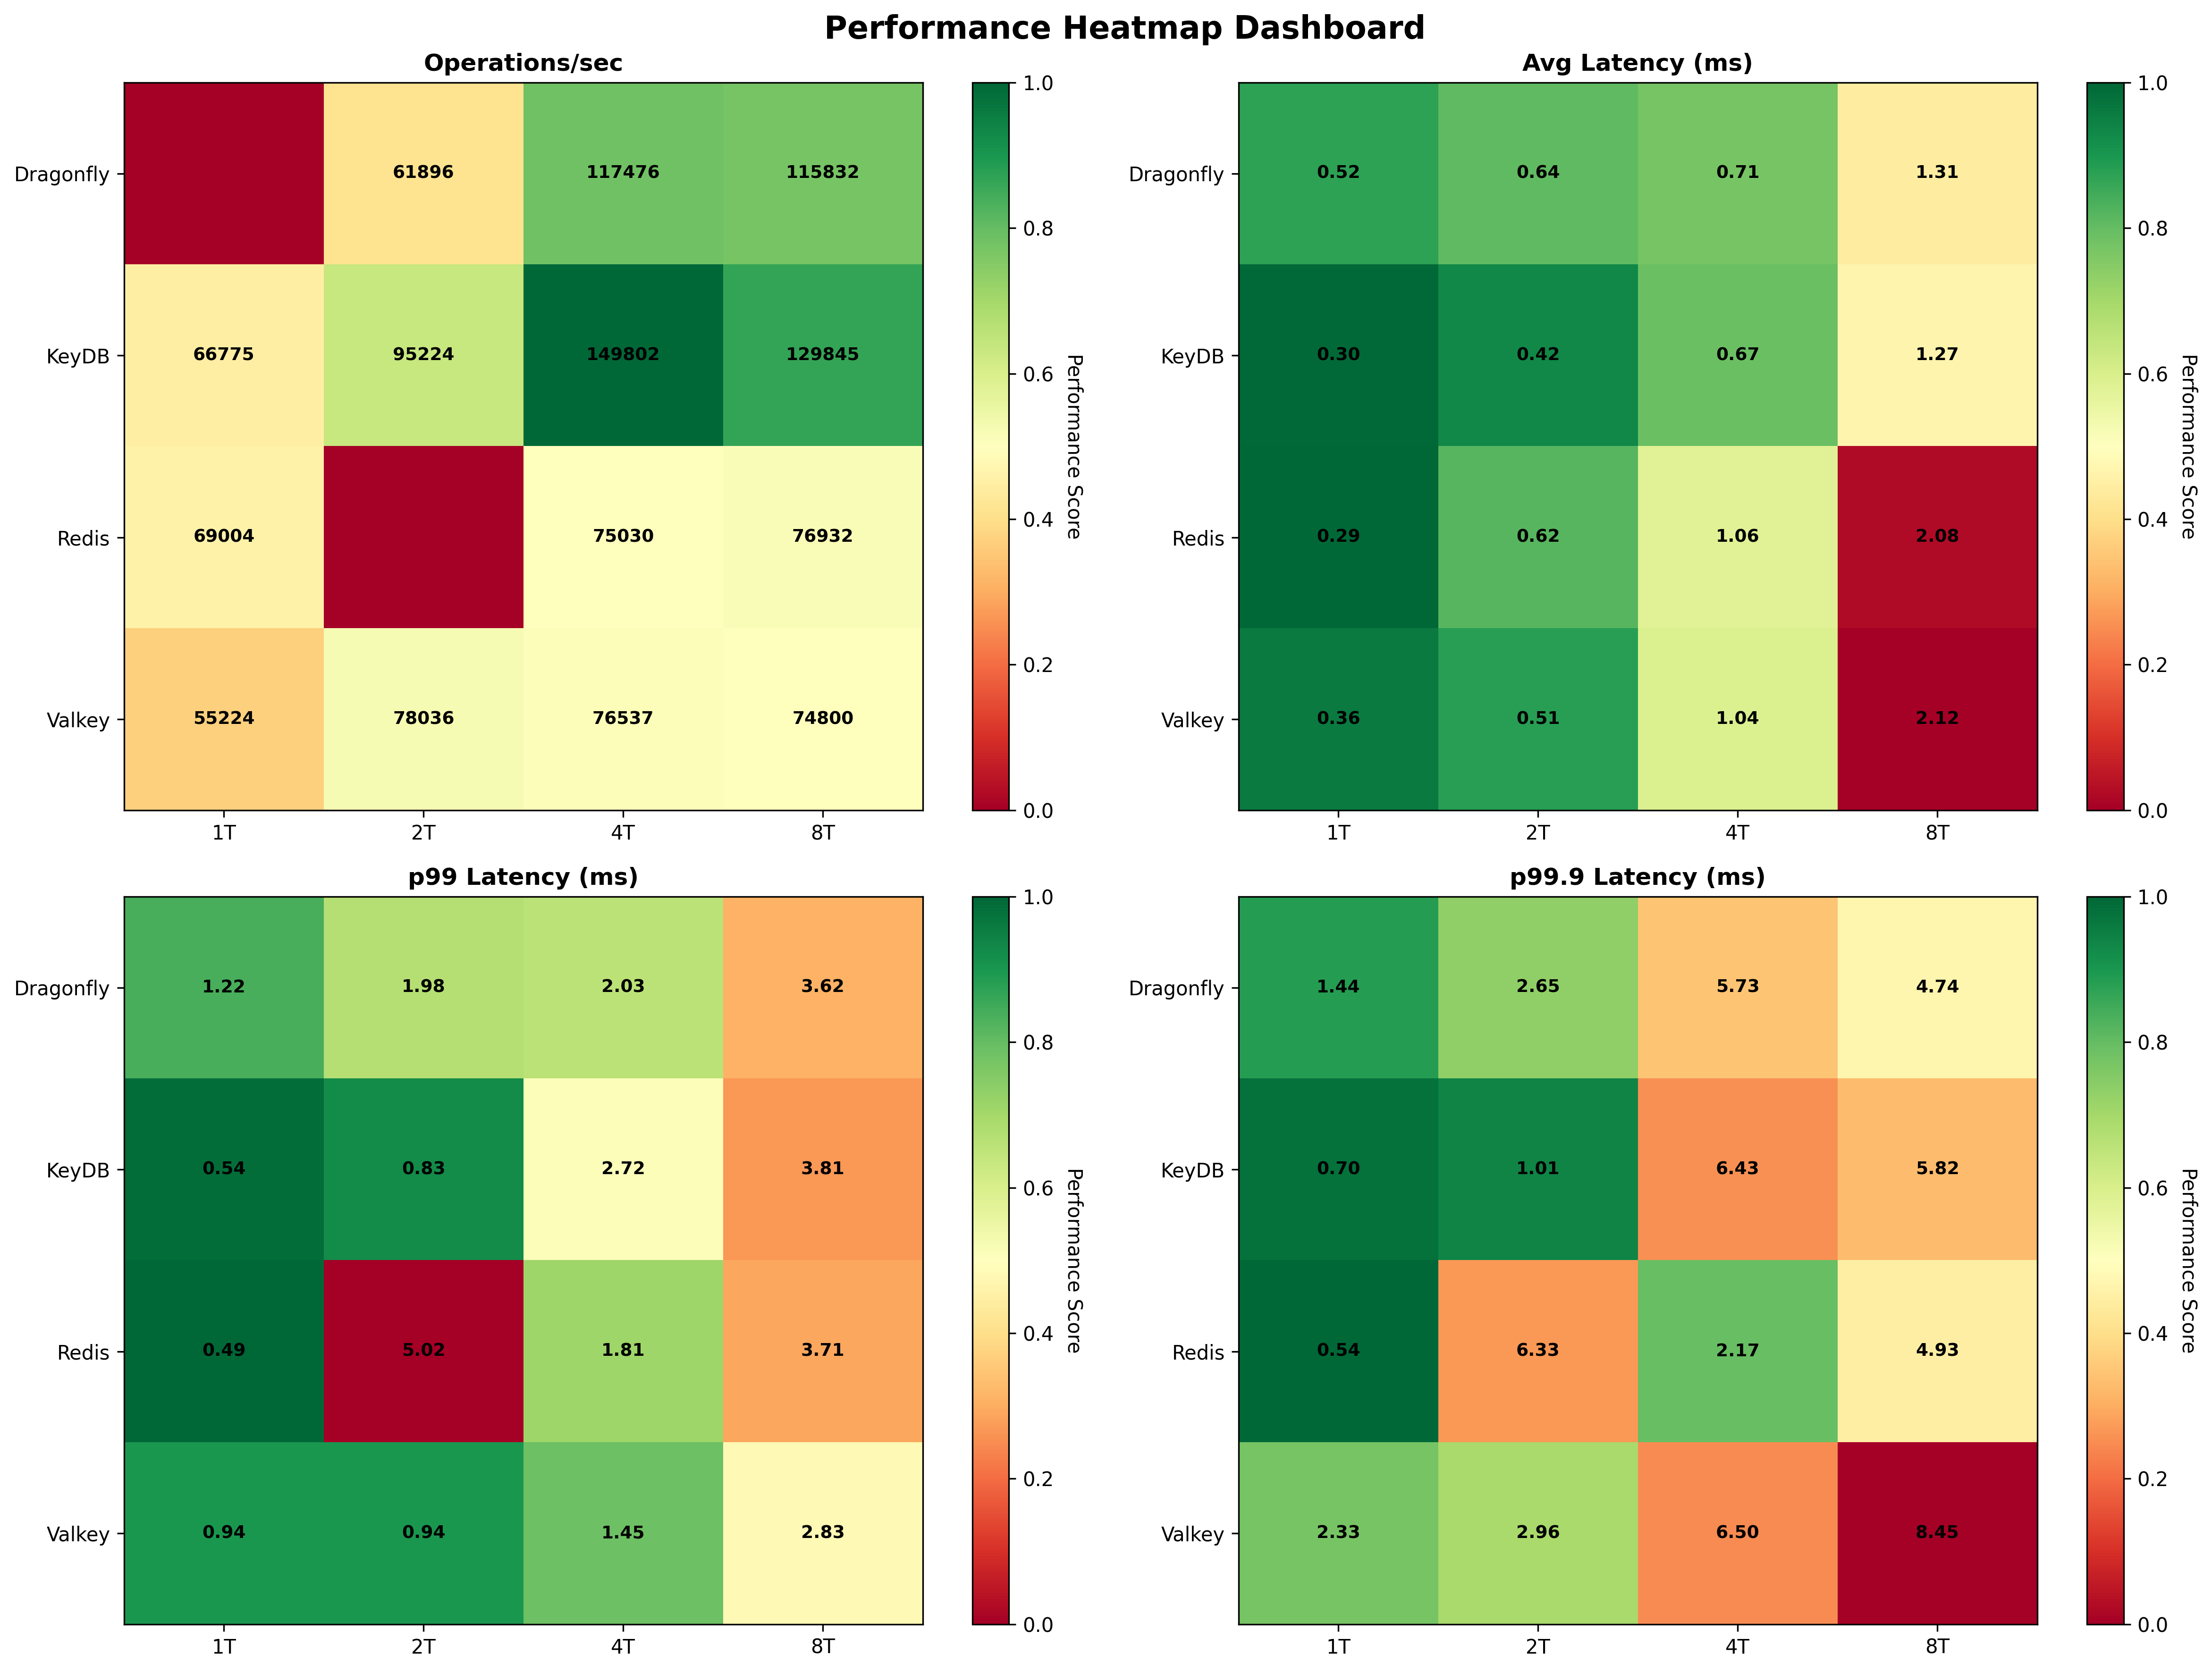 Performance Heatmap Dashboard
Operations/sec
Dragonfly
61896
117476
115832
KeyDB
66775
95224
149802
129845
Redis
69004
75030
76932
Valkey
55224
78036
76537
74800
1T
2T
4T
8T
1.0
0.8
0.6
0.4
0.2
0.0
Performance Score
Avg Latency (ms)
Dragonfly
0.52
0.64
0.71
1.31
KeyDB
0.30
0.42
0.67
1.27
Redis
0.29
0.62
1.06
2.08
Valkey
0.36
0.51
1.04
2.12
1T
2T
4T
8T
1.0
0.8
0.6
0.4
0.2
0.0
Performance Score
p99 Latency (ms)
Dragonfly
1.22
1.98
2.03
3.62
KeyDB
0.54
0.83
2.72
3.81
Redis
0.49
5.02
1.81
3.71
Valkey
0.94
0.94
1.45
2.83
1T
2T
4T
8T
1.0
0.8
0.6
0.4
0.2
0.0
Performance Score
p99.9 Latency (ms)
Dragonfly
1.44
2.65
5.73
4.74
KeyDB
0.70
1.01
6.43
5.82
Redis
0.54
6.33
2.17
4.93
Valkey
2.33
2.96
6.50
8.45
1T
2T
4T
8T
1.0
0.8
0.6
0.4
0.2
0.0
Performance Score